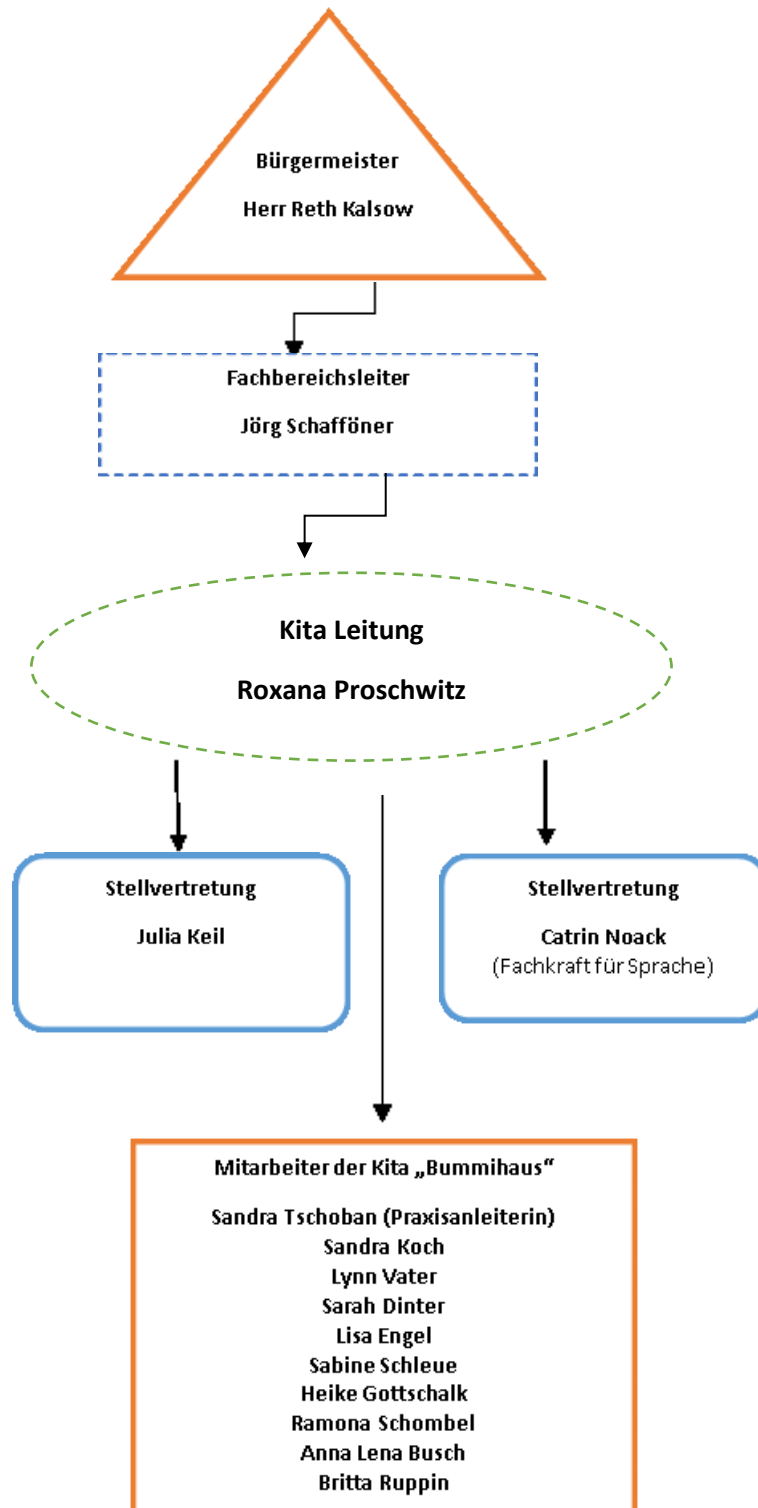 Bürgermeister
Herr Reth Kalsow
Fachbereichsleiter
Jörg Schafföner
Kita Leitung
Roxana Proschwitz
Stellvertretung
Julia Keil
Stellvertretung
Catrin Noack
(Fachkraft für Sprache)
Mitarbeiter der Kita „Bummihaus“
Sandra Tschoban (Praxisanleiterin)
Sandra Koch
Lynn Vater
Sarah Dinter
Lisa Engel
Sabine Schleue
Heike Gottschalk
Ramona Schombel
Anna Lena Busch
Britta Ruppin